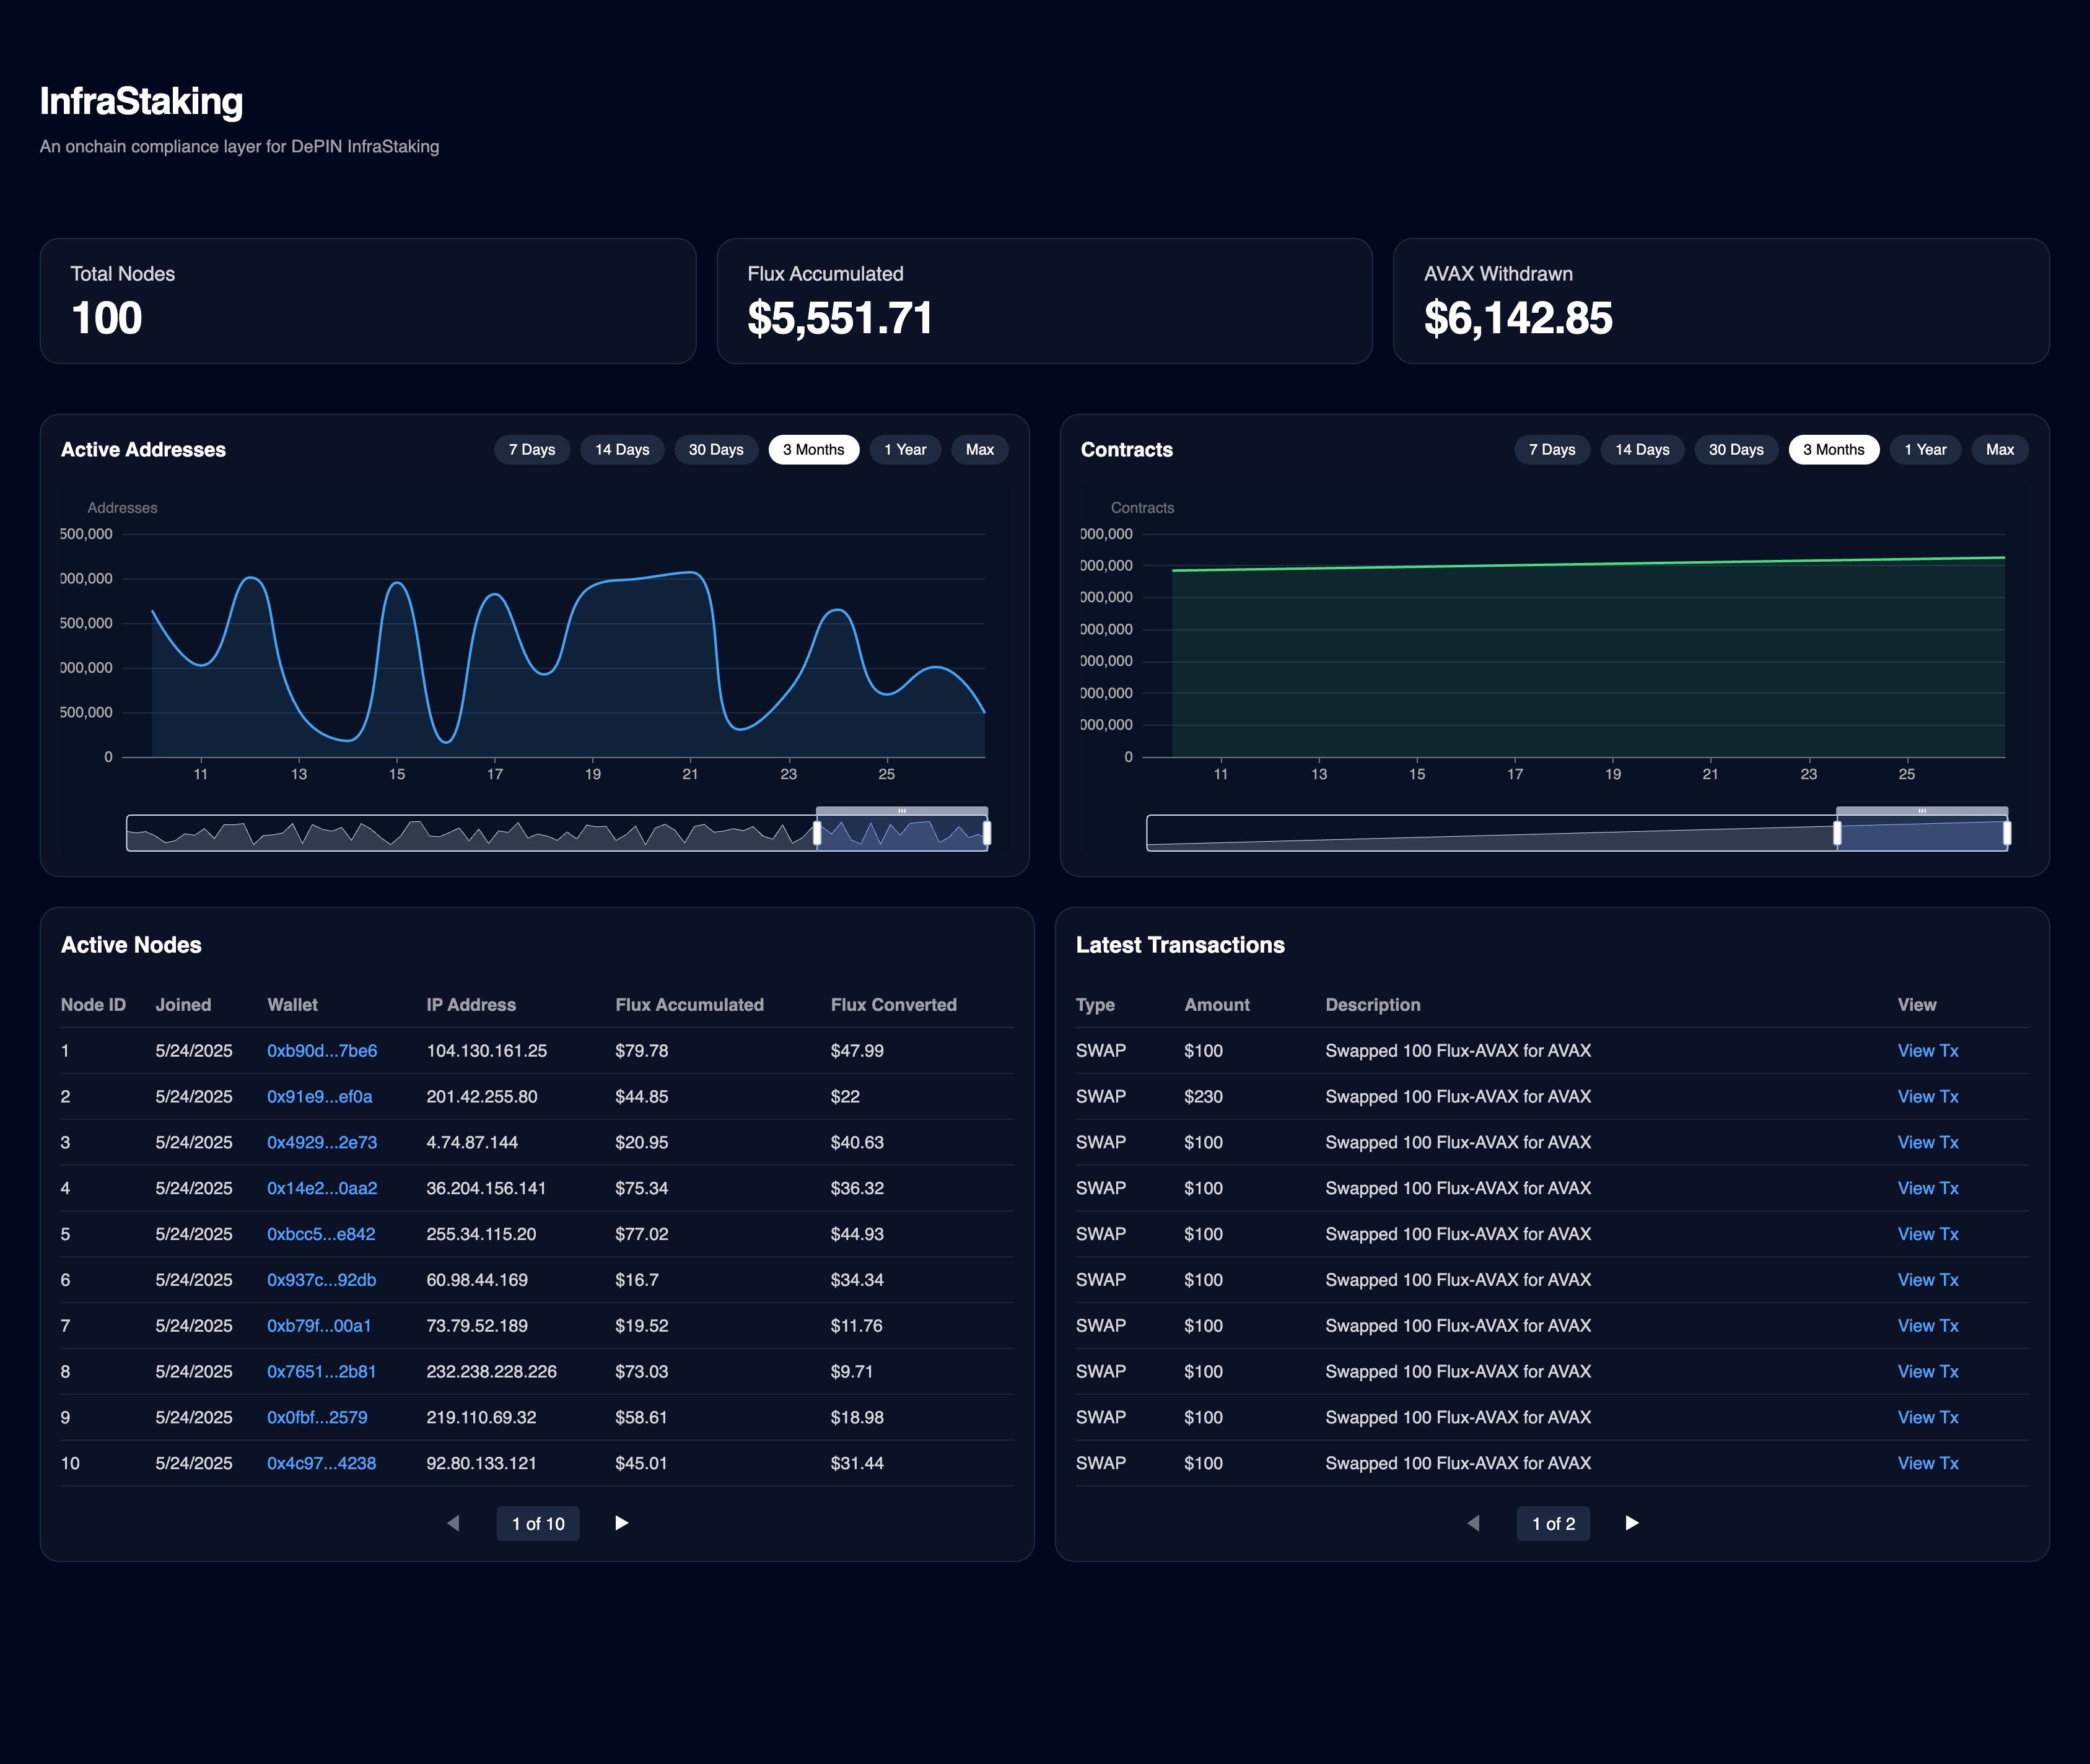 InfraStaking
An onchain compliance layer for DePIN InfraStaking
Total Nodes
100
Flux Accumulated
$5,551.71
AVAX Withdrawn
$6,142.85
Active Addresses
7 Days 14 Days 30 Days 3 Months 1 Year Max
Addresses
500,000
000,000
500,000
000,000
500,000
0
11 13 15 17 19 21 23 25
Contracts
7 Days 14 Days 30 Days 3 Months 1 Year Max
Contracts
000,000
000,000
000,000
000,000
000,000
000,000
000,000
0
11 13 15 17 19 21 23 25
Active Nodes
Node ID Joined Wallet IP Address Flux Accumulated Flux Converted
1 5/24/2025 0xb90d...7be6 104.130.161.25 $79.78 $47.99
2 5/24/2025 0x91e9...ef0a 201.42.255.80 $44.85 $22
3 5/24/2025 0x4929...2e73 4.74.87.144 $20.95 $40.63
4 5/24/2025 0x14e2...0aa2 36.204.156.141 $75.34 $36.32
5 5/24/2025 0xbcc5...e842 255.34.115.20 $77.02 $44.93
6 5/24/2025 0x937c...92db 60.98.44.169 $16.7 $34.34
7 5/24/2025 0xb79f...00a1 73.79.52.189 $19.52 $11.76
8 5/24/2025 0x7651...2b81 232.238.228.226 $73.03 $9.71
9 5/24/2025 0x0fbf...2579 219.110.69.32 $58.61 $18.98
10 5/24/2025 0x4c97...4238 92.80.133.121 $45.01 $31.44
1 of 10
Latest Transactions
Type Amount Description View
SWAP $100 Swapped 100 Flux-AVAX for AVAX View Tx
SWAP $230 Swapped 100 Flux-AVAX for AVAX View Tx
SWAP $100 Swapped 100 Flux-AVAX for AVAX View Tx
SWAP $100 Swapped 100 Flux-AVAX for AVAX View Tx
SWAP $100 Swapped 100 Flux-AVAX for AVAX View Tx
SWAP $100 Swapped 100 Flux-AVAX for AVAX View Tx
SWAP $100 Swapped 100 Flux-AVAX for AVAX View Tx
SWAP $100 Swapped 100 Flux-AVAX for AVAX View Tx
SWAP $100 Swapped 100 Flux-AVAX for AVAX View Tx
SWAP $100 Swapped 100 Flux-AVAX for AVAX View Tx
1 of 2